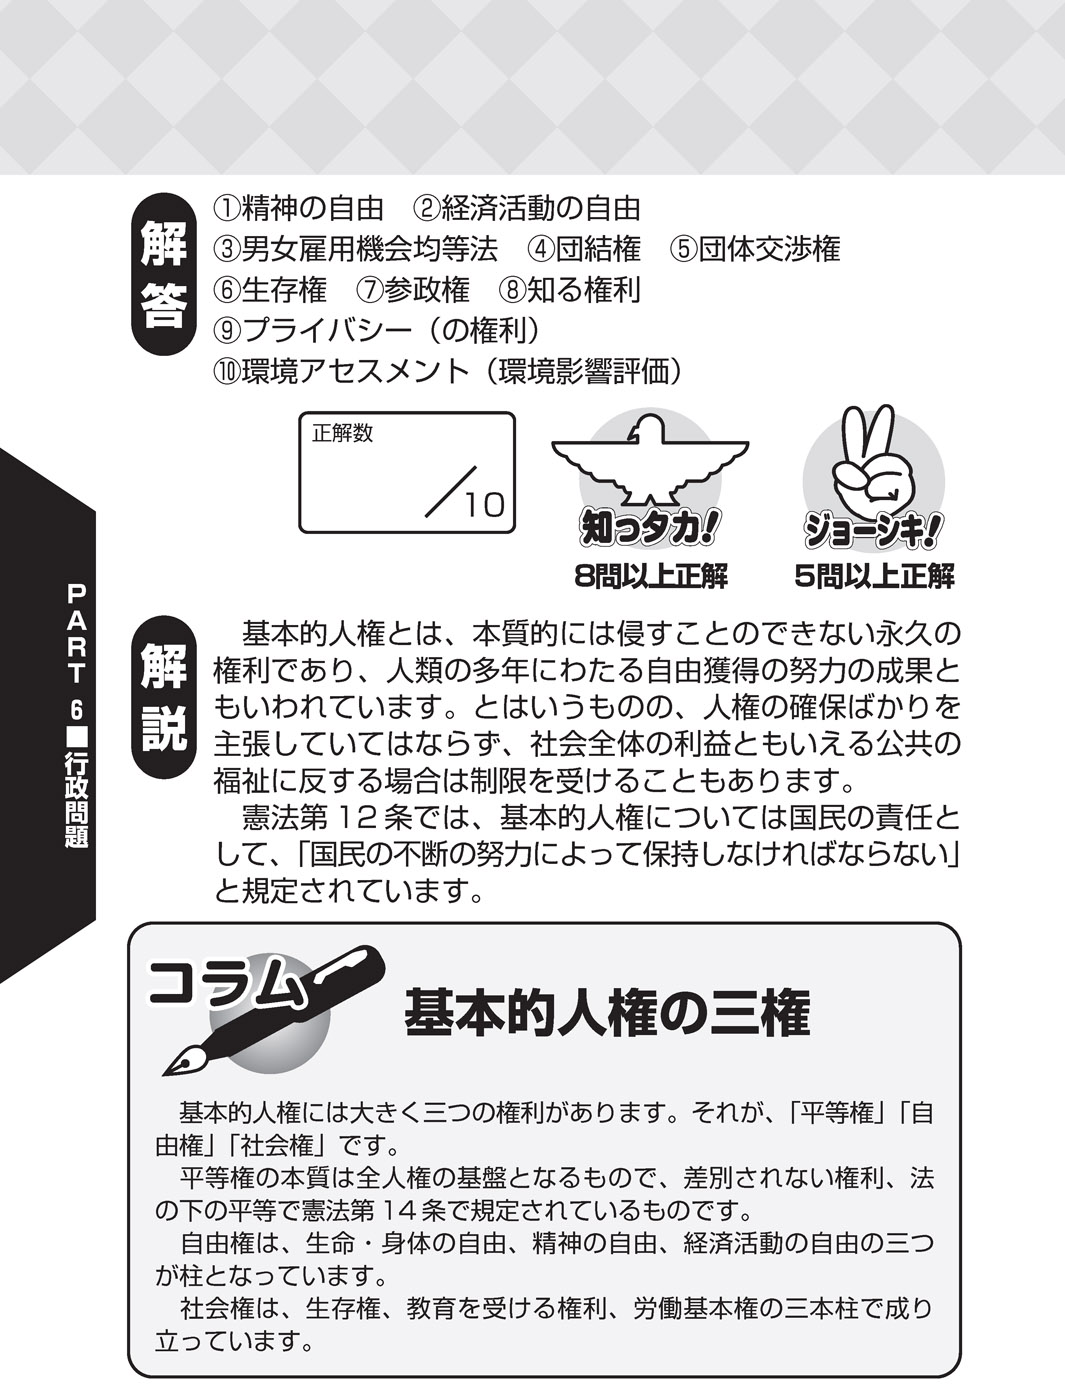 解答
①精神の自由　②経済活動の自由
③男女雇用機会均等法　④団結権　⑤団体交渉権
⑥生存権　⑦参政権　⑧知る権利
⑨プライバシー（の権利）
⑩環境アセスメント（環境影響評価）
正解数
／10
知っタカ！
8問以上正解
ジョーシキ！
5問以上正解
PART 6■行政問題
解説
　基本的人権とは、本質的には侵すことのできない永久の
権利であり、人類の多年にわたる自由獲得の努力の成果と
もいわれています。とはいうものの、人権の確保ばかりを
主張していてはならず、社会全体の利益ともいえる公共の
福祉に反する場合は制限を受けることもあります。
　憲法第12条では、基本的人権については国民の責任と
して、「国民の不断の努力によって保持しなければならない」
と規定されています。
コラム
基本的人権の三権
　基本的人権には大きく三つの権利があります。それが、「平等権」「自
由権」「社会権」です。
　平等権の本質は全人権の基盤となるもので、差別されない権利、法
の下の平等で憲法第14条で規定されているものです。
　自由権は、生命・身体の自由、精神の自由、経済活動の自由の三つ
が柱となっています。
　社会権は、生存権、教育を受ける権利、労働基本権の三本柱で成り
立っています。